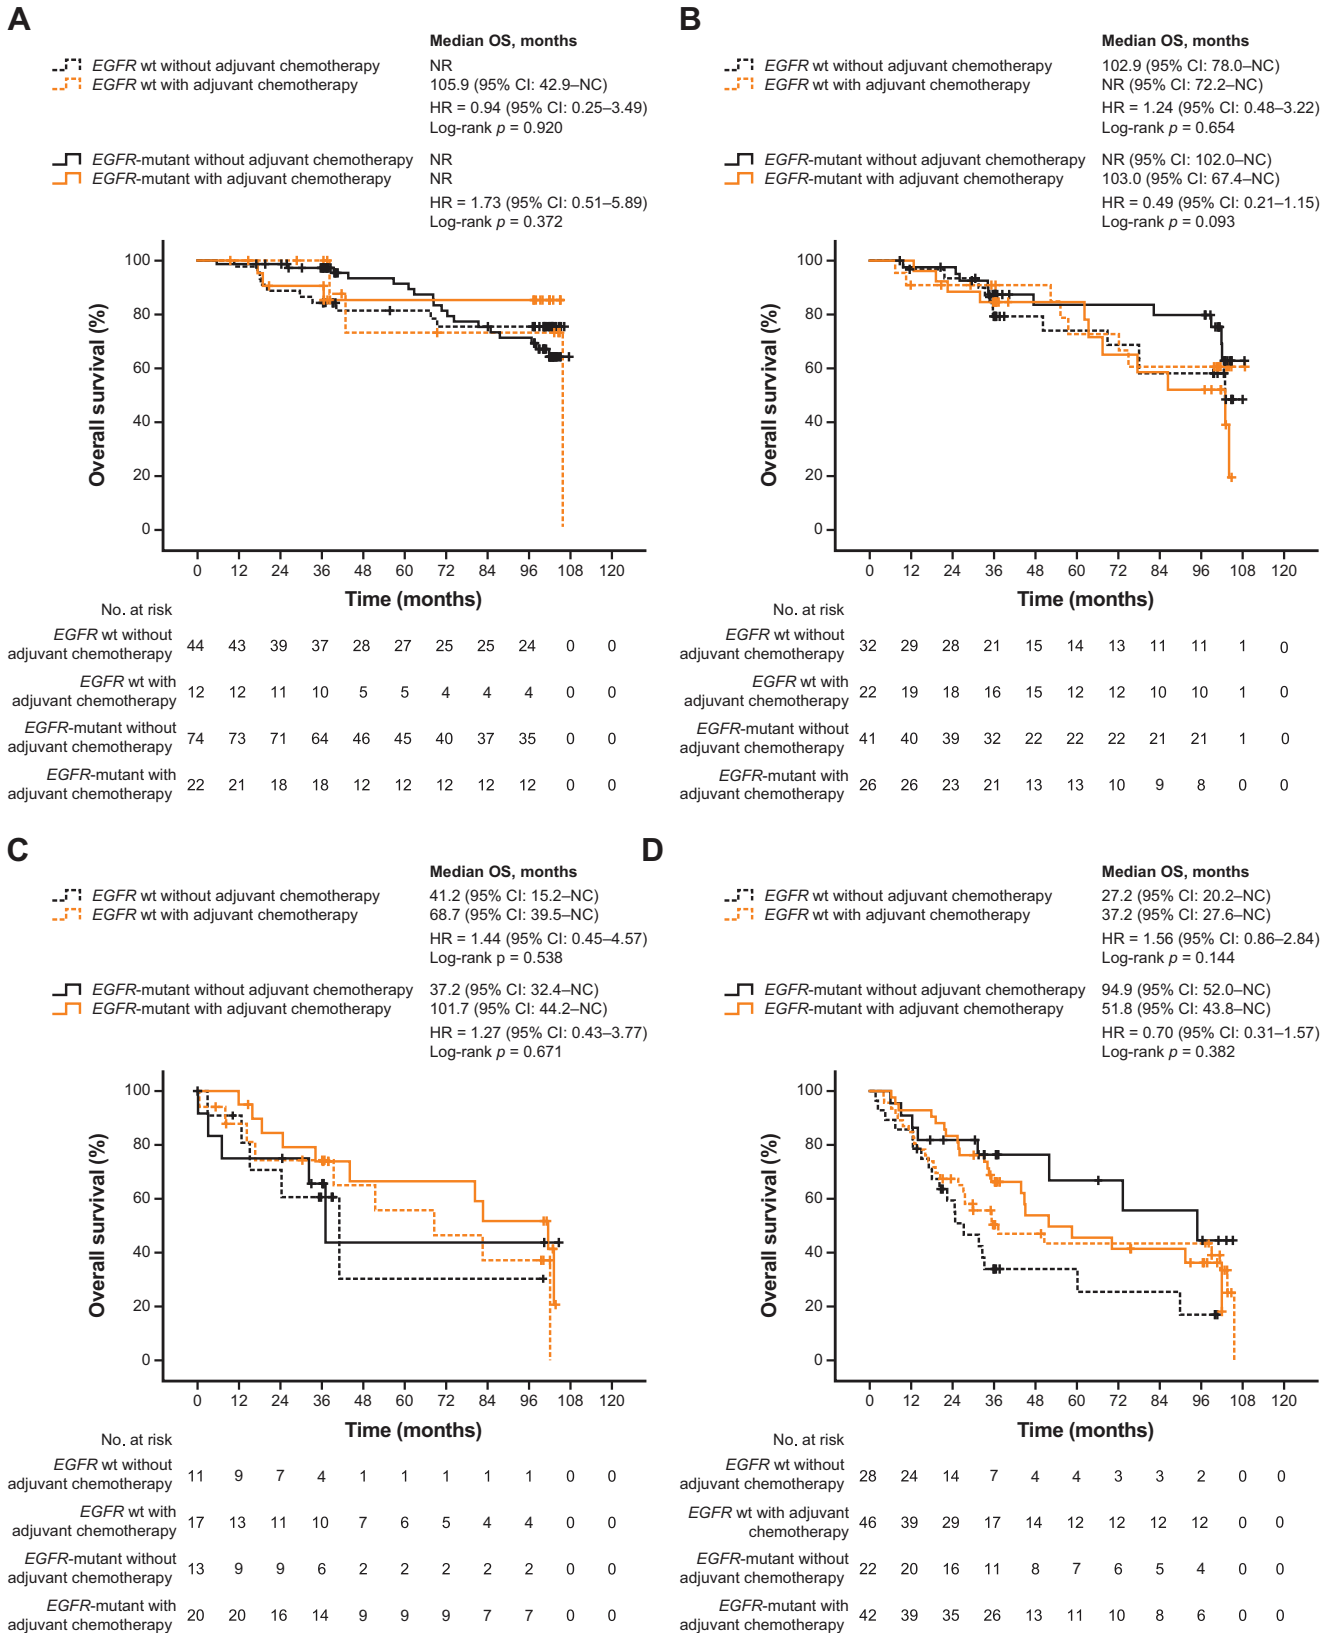 A
Median OS, months
EGFR wt without adjuvant chemotherapy NR
EGFR wt with adjuvant chemotherapy 105.9 (95% CI: 42.9–NC)
HR = 0.94 (95% CI: 0.25–3.49)
Log-rank p = 0.920
EGFR-mutant without adjuvant chemotherapy NR
EGFR-mutant with adjuvant chemotherapy NR
HR = 1.73 (95% CI: 0.51–5.89)
Log-rank p = 0.372
Overall survival (%)
100
80
60
40
20
0
0 12 24 36 48 60 72 84 96 108 120
Time (months)
No. at risk
EGFR wt without
adjuvant chemotherapy 44 43 39 37 28 27 25 25 24 0 0
EGFR wt with
adjuvant chemotherapy 12 12 11 10 5 5 4 4 4 0 0
EGFR-mutant without
adjuvant chemotherapy 74 73 71 64 46 45 40 37 35 0 0
EGFR-mutant with
adjuvant chemotherapy 22 21 18 18 12 12 12 12 12 0 0
B
Median OS, months
EGFR wt without adjuvant chemotherapy 102.9 (95% CI: 78.0–NC)
EGFR wt with adjuvant chemotherapy NR (95% CI: 72.2–NC)
HR = 1.24 (95% CI: 0.48–3.22)
Log-rank p = 0.654
EGFR-mutant without adjuvant chemotherapy NR (95% CI: 102.0–NC)
EGFR-mutant with adjuvant chemotherapy 103.0 (95% CI: 67.4–NC)
HR = 0.49 (95% CI: 0.21–1.15)
Log-rank p = 0.093
Overall survival (%)
100
80
60
40
20
0
0 12 24 36 48 60 72 84 96 108 120
Time (months)
No. at risk
EGFR wt without
adjuvant chemotherapy 32 29 28 21 15 14 13 11 11 1 0
EGFR wt with
adjuvant chemotherapy 22 19 18 16 15 12 12 10 10 1 0
EGFR-mutant without
adjuvant chemotherapy 41 40 39 32 22 22 22 21 21 1 0
EGFR-mutant with
adjuvant chemotherapy 26 26 23 21 13 13 10 9 8 0 0
C
Median OS, months
EGFR wt without adjuvant chemotherapy 41.2 (95% CI: 15.2–NC)
EGFR wt with adjuvant chemotherapy 68.7 (95% CI: 39.5–NC)
HR = 1.44 (95% CI: 0.45–4.57)
Log-rank p = 0.538
EGFR-mutant without adjuvant chemotherapy 37.2 (95% CI: 32.4–NC)
EGFR-mutant with adjuvant chemotherapy 101.7 (95% CI: 44.2–NC)
HR = 1.27 (95% CI: 0.43–3.77)
Log-rank p = 0.671
Overall survival (%)
100
80
60
40
20
0
0 12 24 36 48 60 72 84 96 108 120
Time (months)
No. at risk
EGFR wt without
adjuvant chemotherapy 11 9 7 4 1 1 1 1 1 0 0
EGFR wt with
adjuvant chemotherapy 17 13 11 10 7 6 5 4 4 0 0
EGFR-mutant without
adjuvant chemotherapy 13 9 9 6 2 2 2 2 2 0 0
EGFR-mutant with
adjuvant chemotherapy 20 20 16 14 9 9 9 7 7 0 0
D
Median OS, months
EGFR wt without adjuvant chemotherapy 27.2 (95% CI: 20.2–NC)
EGFR wt with adjuvant chemotherapy 37.2 (95% CI: 27.6–NC)
HR = 1.56 (95% CI: 0.86–2.84)
Log-rank p = 0.144
EGFR-mutant without adjuvant chemotherapy 94.9 (95% CI: 52.0–NC)
EGFR-mutant with adjuvant chemotherapy 51.8 (95% CI: 43.8–NC)
HR = 0.70 (95% CI: 0.31–1.57)
Log-rank p = 0.382
Overall survival (%)
100
80
60
40
20
0
0 12 24 36 48 60 72 84 96 108 120
Time (months)
No. at risk
EGFR wt without
adjuvant chemotherapy 28 24 14 7 4 4 3 3 2 0 0
EGFR wt with adjuvant
chemotherapy 46 39 29 17 14 12 12 12 12 0 0
EGFR-mutant without
adjuvant chemotherapy 22 20 16 11 8 7 6 5 4 0 0
EGFR-mutant with
adjuvant chemotherapy 42 39 35 26 13 11 10 8 6 0 0